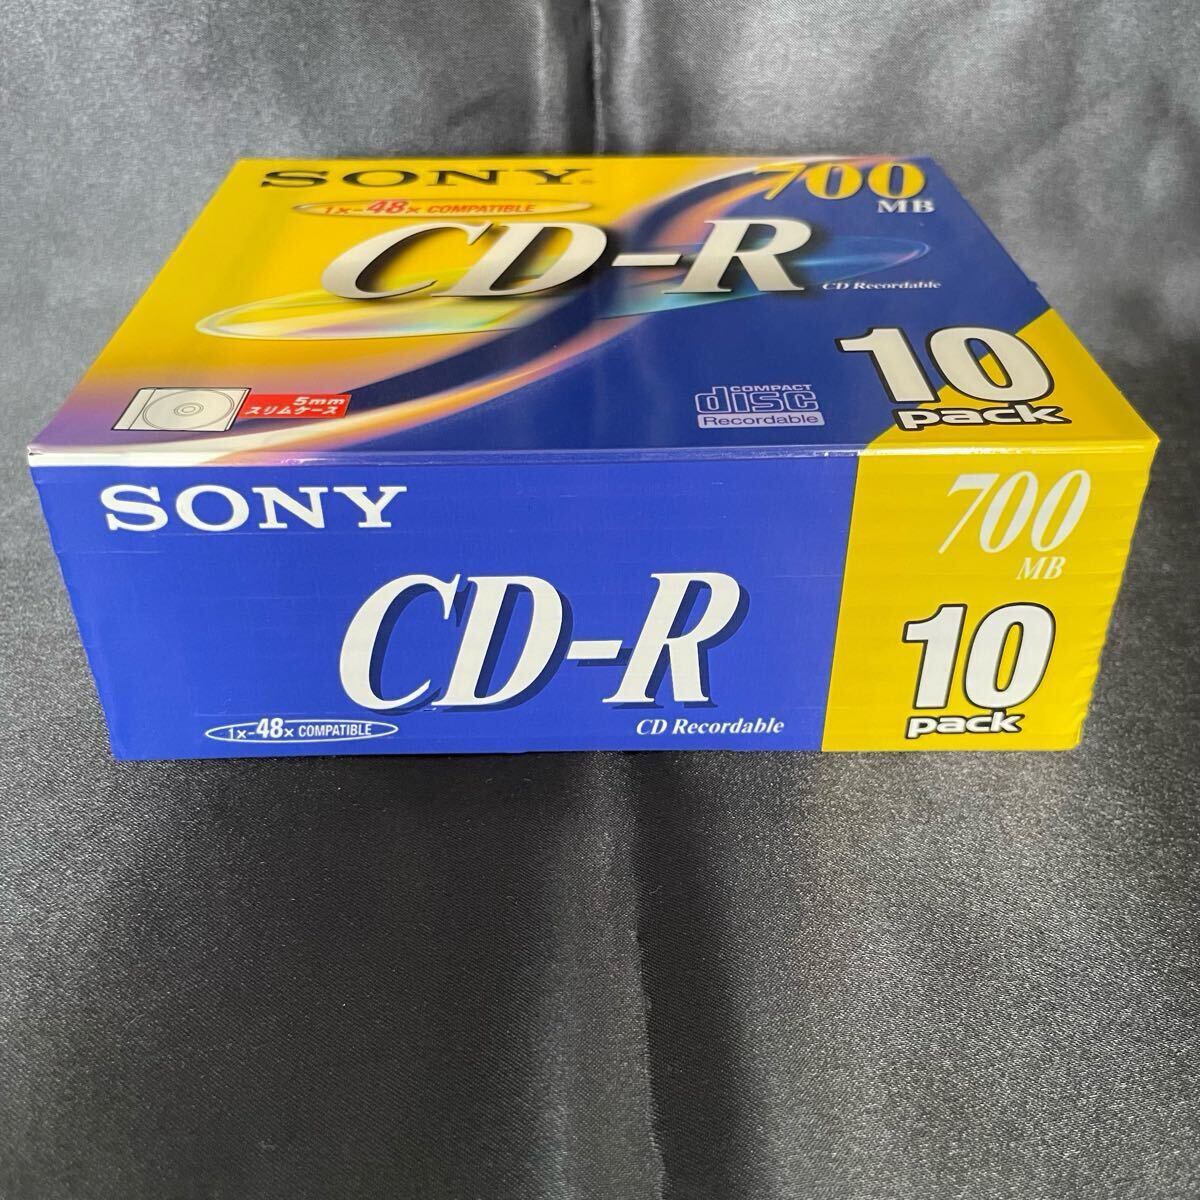 SONY
1x-48x COMPATIBLE
700
MB
CD-R
CD Recordable
5mm
スリムケース
COMPACT
disc
Recordable
10
pack
SONY
CD-R
1x-48x COMPATIBLE
CD Recordable
700
MB
10
pack